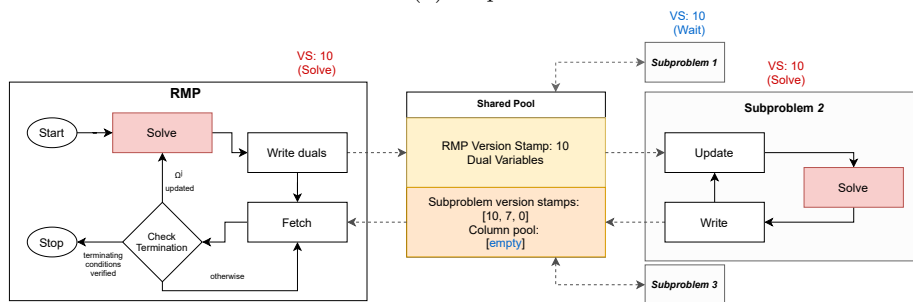 VS: 10
(Wait)
VS: 10
(Solve)
Subproblem 1
VS: 10
(Solve)
RMP
Start
Solve
Write duals
Ωʲ
updated
Fetch
Stop
Check
Termination
terminating
conditions
verified
otherwise
Shared Pool
RMP Version Stamp: 10
Dual Variables
Subproblem version stamps:
[10, 7, 0]
Column pool:
[empty]
Subproblem 2
Update
Solve
Write
Subproblem 3